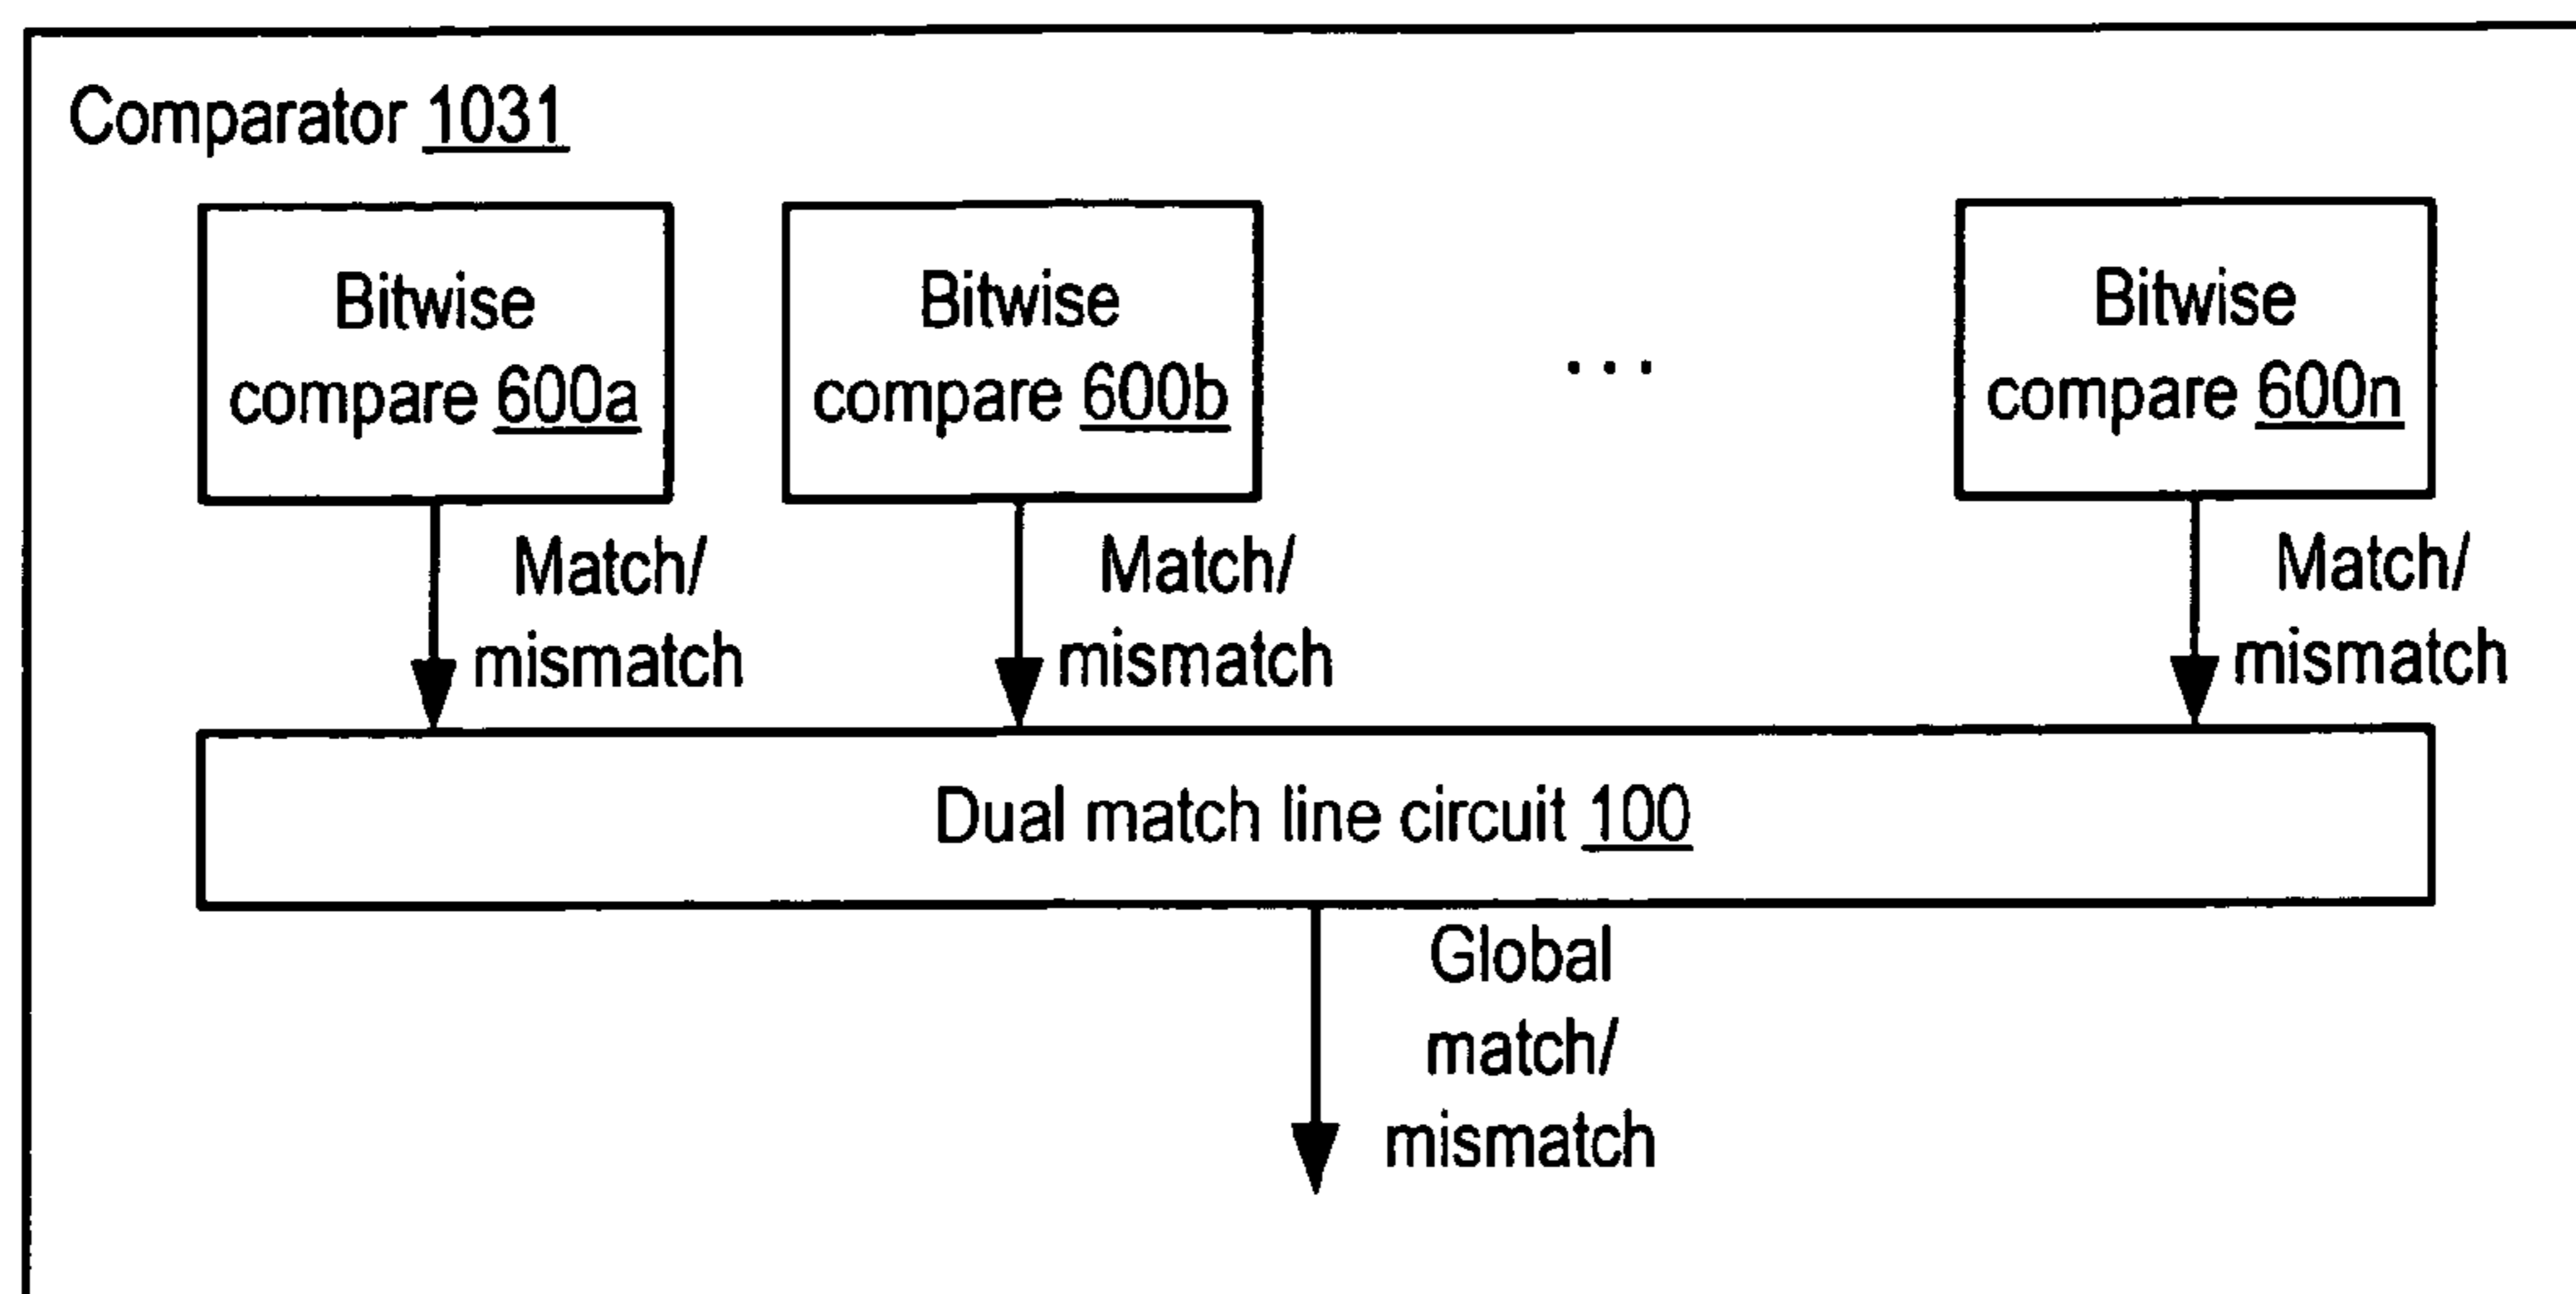 Comparator 1031
Bitwise
compare 600a
Bitwise
compare 600b
...
Bitwise
compare 600n
Match/
mismatch
Match/
mismatch
Match/
mismatch
Dual match line circuit 100
Global
match/
mismatch